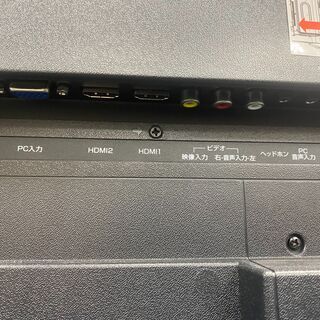 PC入力
HDMI2
HDMI1
ビデオ
映像入力 右-音声入力-左
ヘッドホン
PC
音声入力